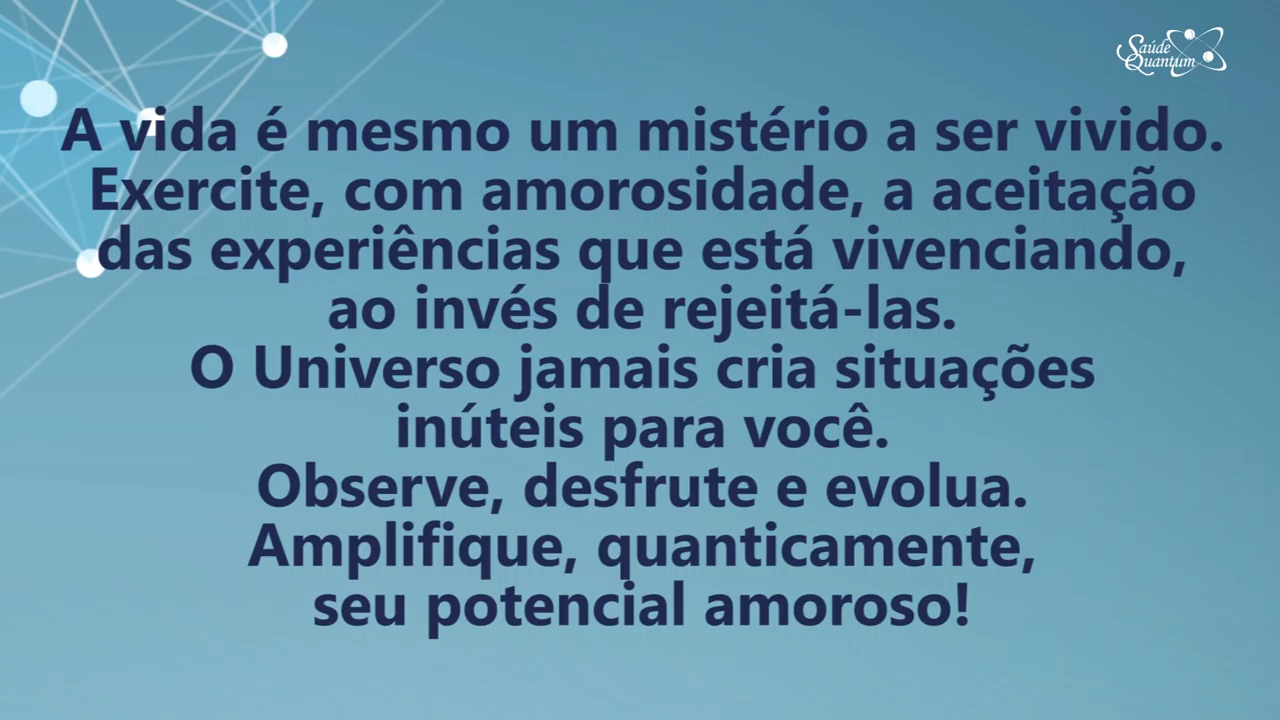 Saúde
Quantum
A vida é mesmo um mistério a ser vivido.
Exercite, com amorosidade, a aceitação
das experiências que está vivenciando,
ao invés de rejeitá-las.
O Universo jamais cria situações
inúteis para você.
Observe, desfrute e evolua.
Amplifique, quanticamente,
seu potencial amoroso!